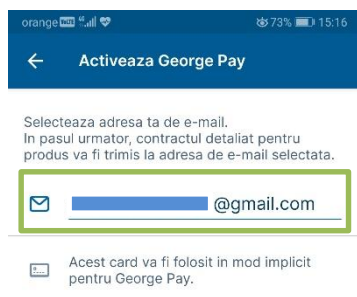 orange VoLTE 73% 15:16
Activeaza George Pay
Selecteaza adresa ta de e-mail.
In pasul urmator, contractul detaliat pentru
produs va fi trimis la adresa de e-mail selectata.
@gmail.com
Acest card va fi folosit in mod implicit
pentru George Pay.